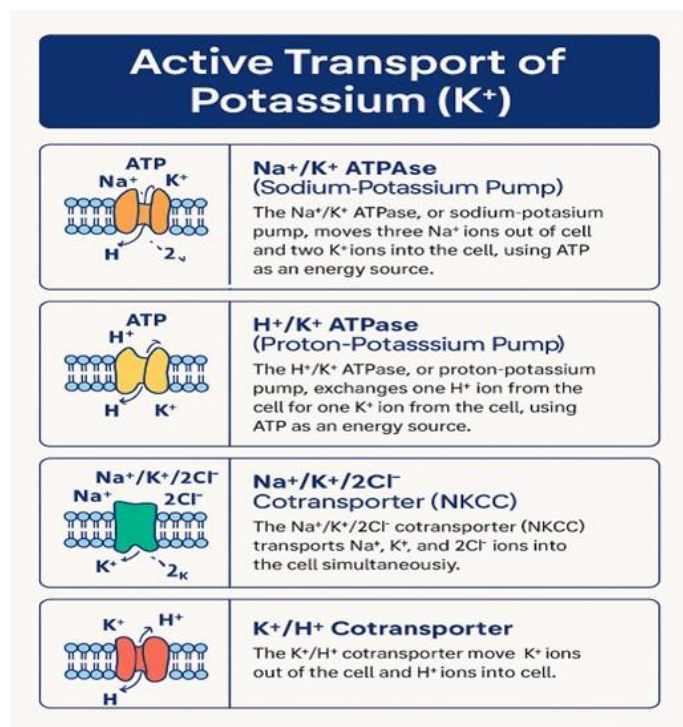 Active Transport of
Potassium (K⁺)
ATP
Na⁺ K⁺
H 2
Na⁺/K⁺ ATPAse
(Sodium-Potassium Pump)
The Na⁺/K⁺ ATPase, or sodium-potasium
pump, moves three Na⁺ ions out of cell
and two K⁺ ions into the cell, using ATP
as an energy source.
ATP
H⁺
H K⁺
H⁺/K⁺ ATPase
(Proton-Potasssium Pump)
The H⁺/K⁺ ATPase, or proton-potassium
pump, exchanges one H⁺ ion from the
cell for one K⁺ ion from the cell, using
ATP as an energy source.
Na⁺/K⁺/2Cl⁻
Na⁺ 2Cl⁻
K⁺ 2K
Na⁺/K⁺/2Cl⁻
Cotransporter (NKCC)
The Na⁺/K⁺/2Cl⁻ cotransporter (NKCC)
transports Na⁺, K⁺, and 2Cl⁻ ions into
the cell simultaneousiy.
K⁺ H⁺
H
K⁺/H⁺ Cotransporter
The K⁺/H⁺ cotransporter move K⁺ ions
out of the cell and H⁺ ions into cell.